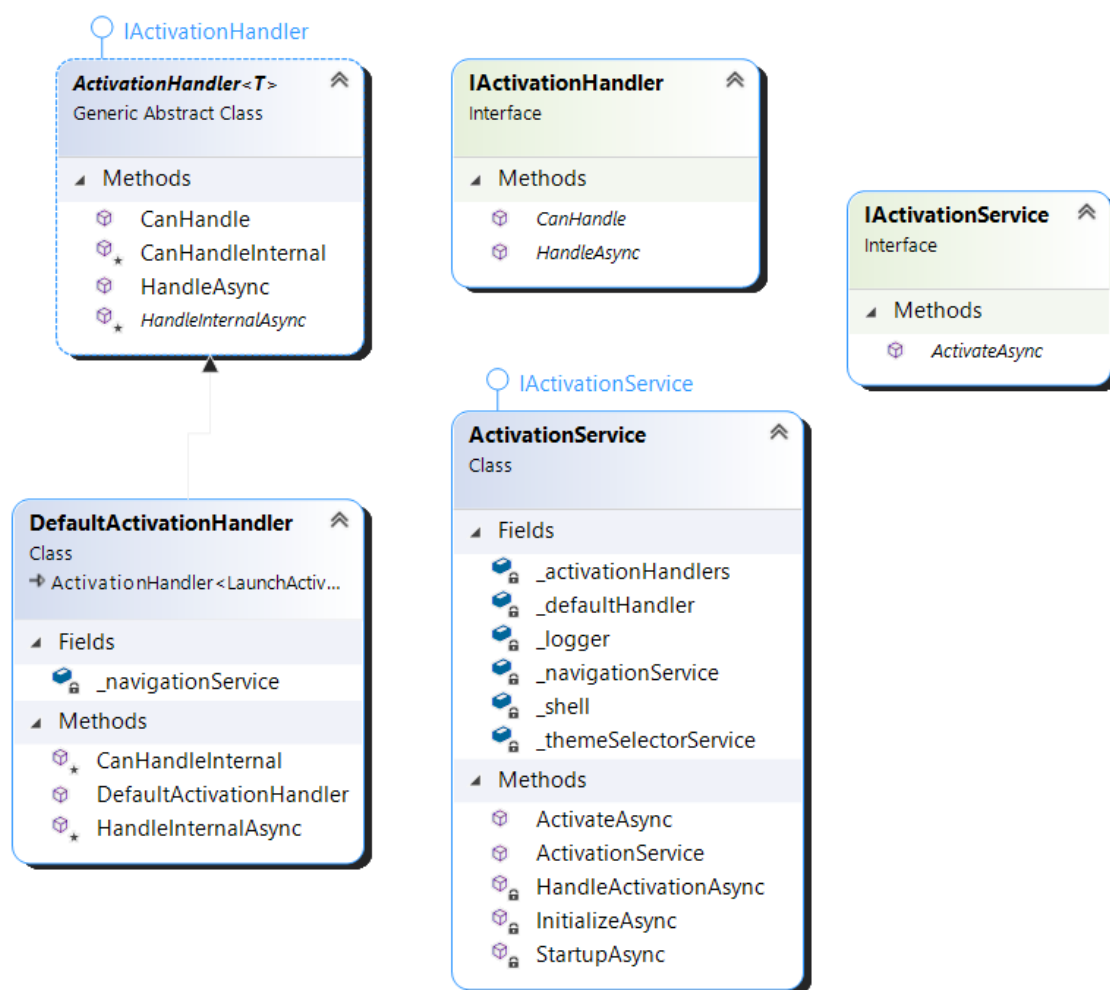 IActivationHandler
ActivationHandler<T>
Generic Abstract Class
Methods
CanHandle
CanHandleInternal
HandleAsync
HandleInternalAsync
IActivationHandler
Interface
Methods
CanHandle
HandleAsync
IActivationService
Interface
Methods
ActivateAsync
DefaultActivationHandler
Class
ActivationHandler<LaunchActiv...
Fields
_navigationService
Methods
CanHandleInternal
DefaultActivationHandler
HandleInternalAsync
IActivationService
ActivationService
Class
Fields
_activationHandlers
_defaultHandler
_logger
_navigationService
_shell
_themeSelectorService
Methods
ActivateAsync
ActivationService
HandleActivationAsync
InitializeAsync
StartupAsync